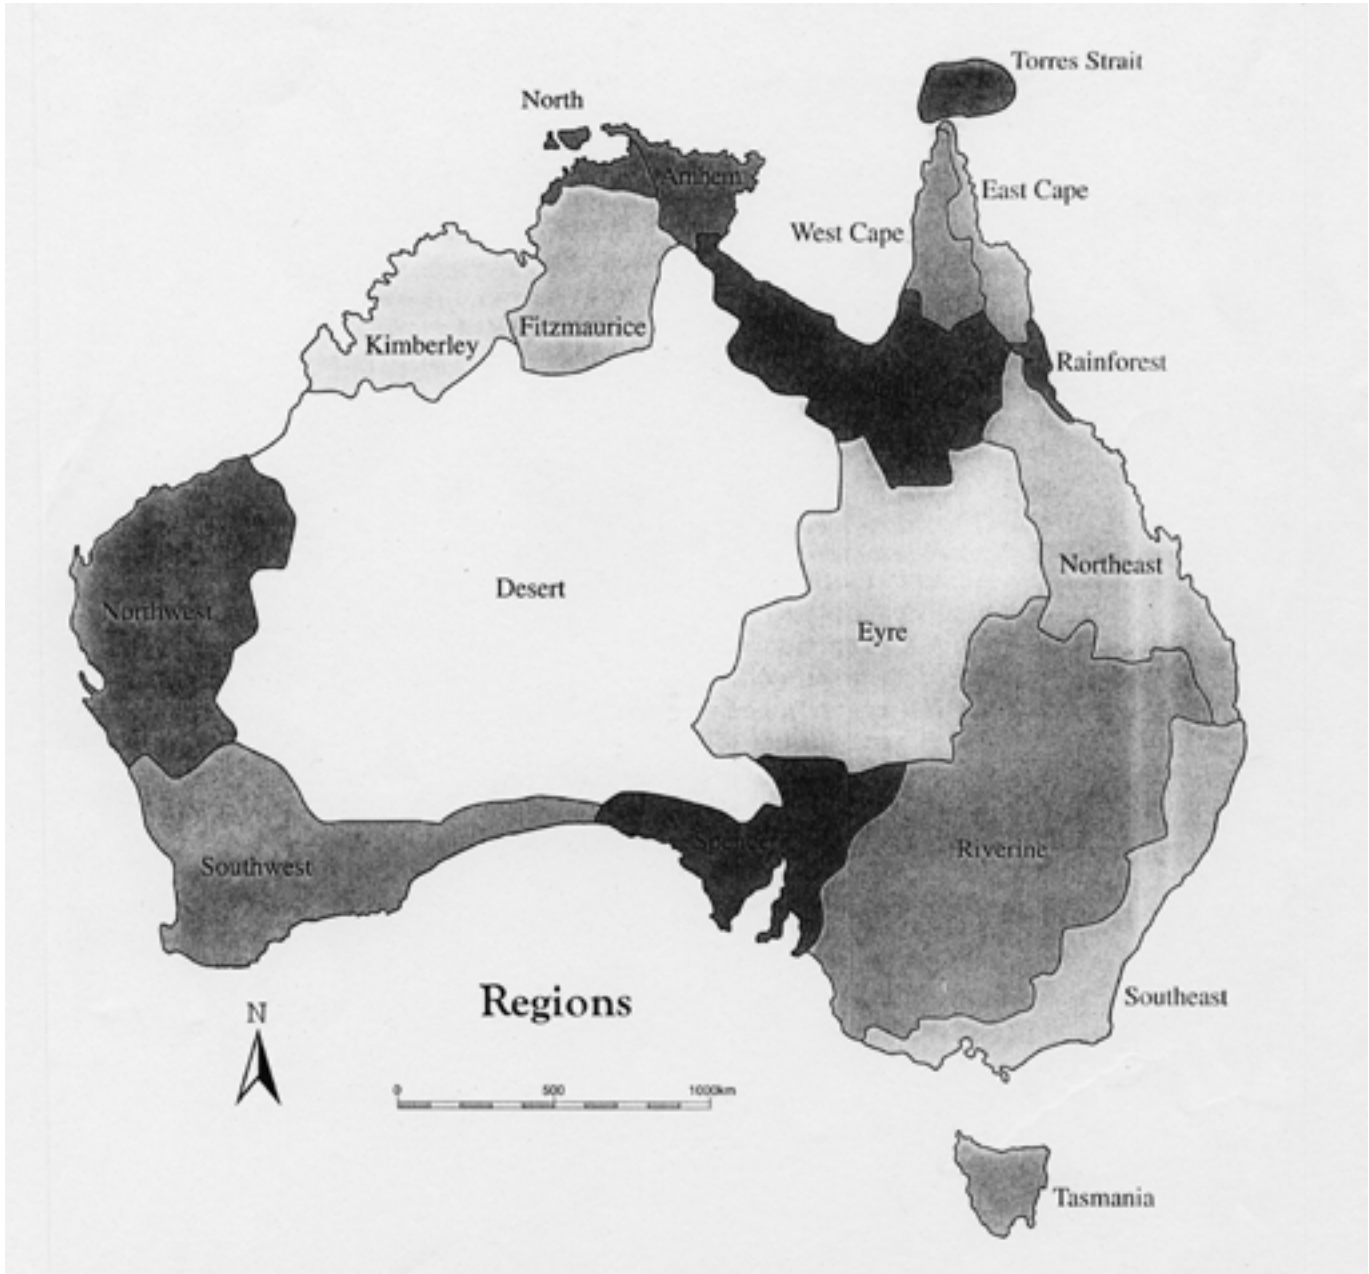 Torres Strait
North
Arnhem
East Cape
West Cape
Fitzmaurice
Kimberley
Rainforest
Northeast
Desert
Northwest
Eyre
Spencer
Riverine
Southwest
Regions
Southeast
N
0 500 1000km
Tasmania